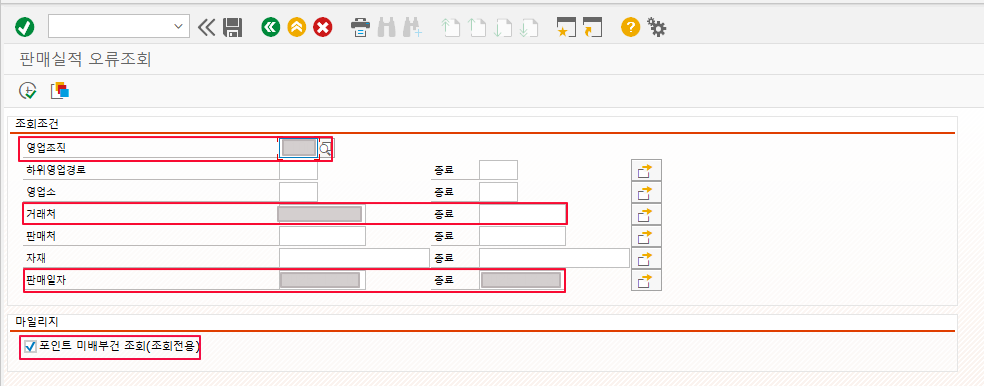 판매실적 오류조회
조회조건
영업조직
하위영업경로 종료
영업소 종료
거래처 종료
판매처 종료
자재 종료
판매일자 종료
마일리지
포인트 미배부건 조회(조회전용)